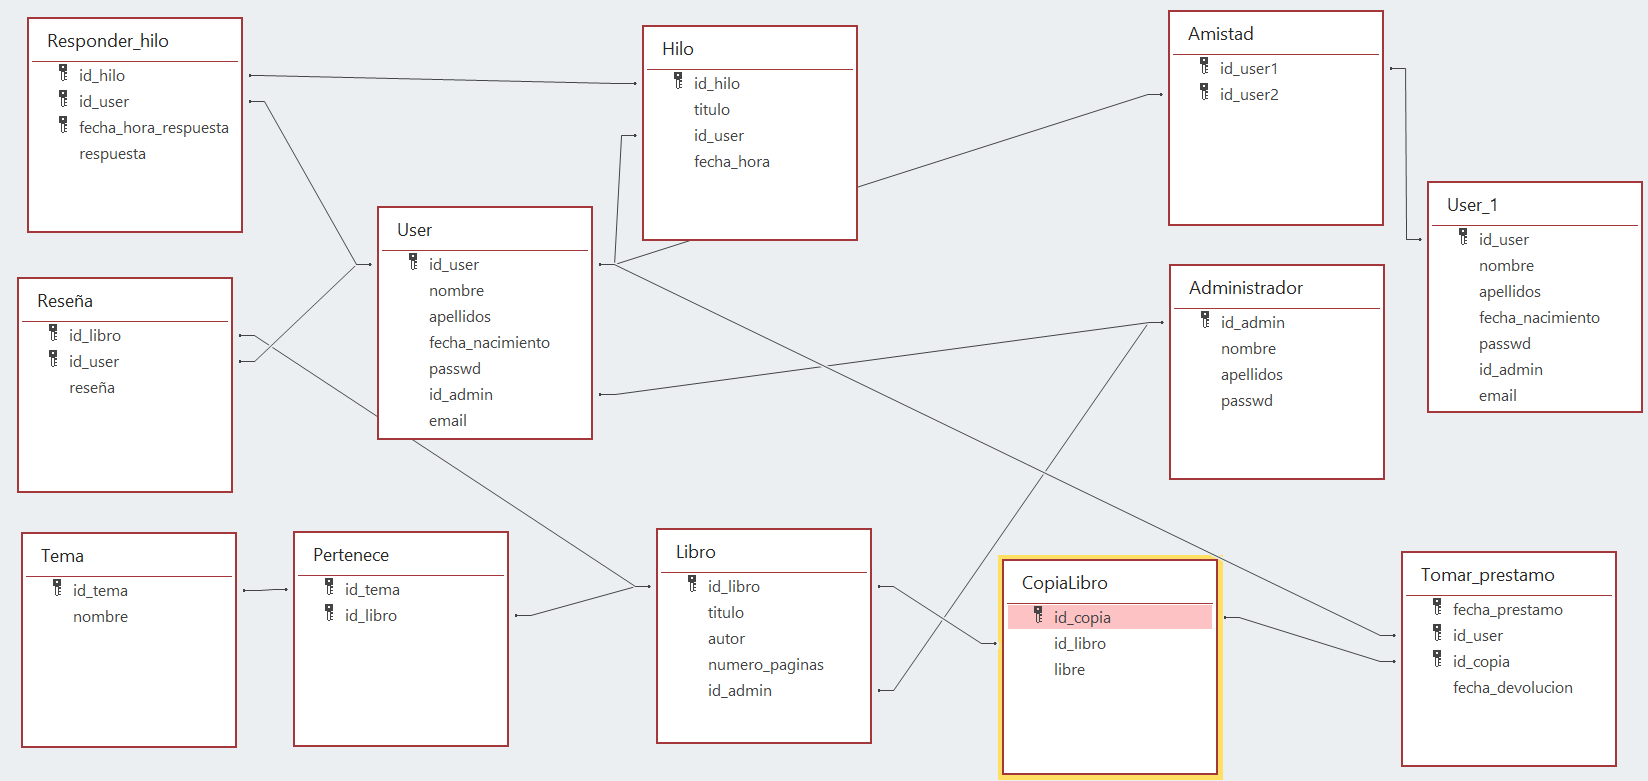 Responder_hilo
id_hilo
id_user
fecha_hora_respuesta
respuesta
Hilo
id_hilo
titulo
id_user
fecha_hora
Amistad
id_user1
id_user2
User_1
id_user
nombre
apellidos
fecha_nacimiento
passwd
id_admin
email
User
id_user
nombre
apellidos
fecha_nacimiento
passwd
id_admin
email
Administrador
id_admin
nombre
apellidos
passwd
Reseña
id_libro
id_user
reseña
Tema
id_tema
nombre
Pertenece
id_tema
id_libro
Libro
id_libro
titulo
autor
numero_paginas
id_admin
CopiaLibro
id_copia
id_libro
libre
Tomar_prestamo
fecha_prestamo
id_user
id_copia
fecha_devolucion